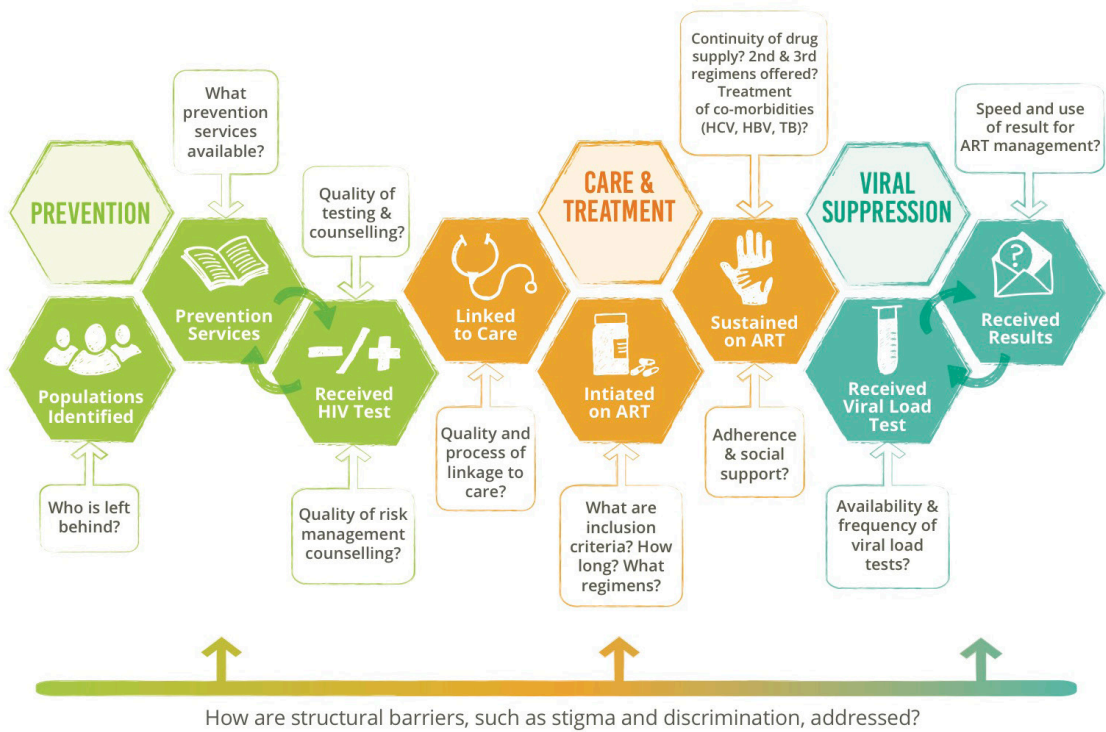 PREVENTION
Populations
Identified
Who is left
behind?
What
prevention
services
available?
Prevention
Services
Quality of
testing &
counselling?
Received
HIV Test
Quality of risk
management
counselling?
Linked
to Care
Quality and
process of
linkage to
care?
CARE &
TREATMENT
Intiated
on ART
What are
inclusion
criteria? How
long? What
regimens?
Continuity of drug
supply? 2nd & 3rd
regimens offered?
Treatment
of co-morbidities
(HCV, HBV, TB)?
Sustained
on ART
Adherence
& social
support?
VIRAL
SUPPRESSION
Received
Viral Load
Test
Availability &
frequency of
viral load
tests?
Speed and use
of result for
ART management?
?
Received
Results
How are structural barriers, such as stigma and discrimination, addressed?